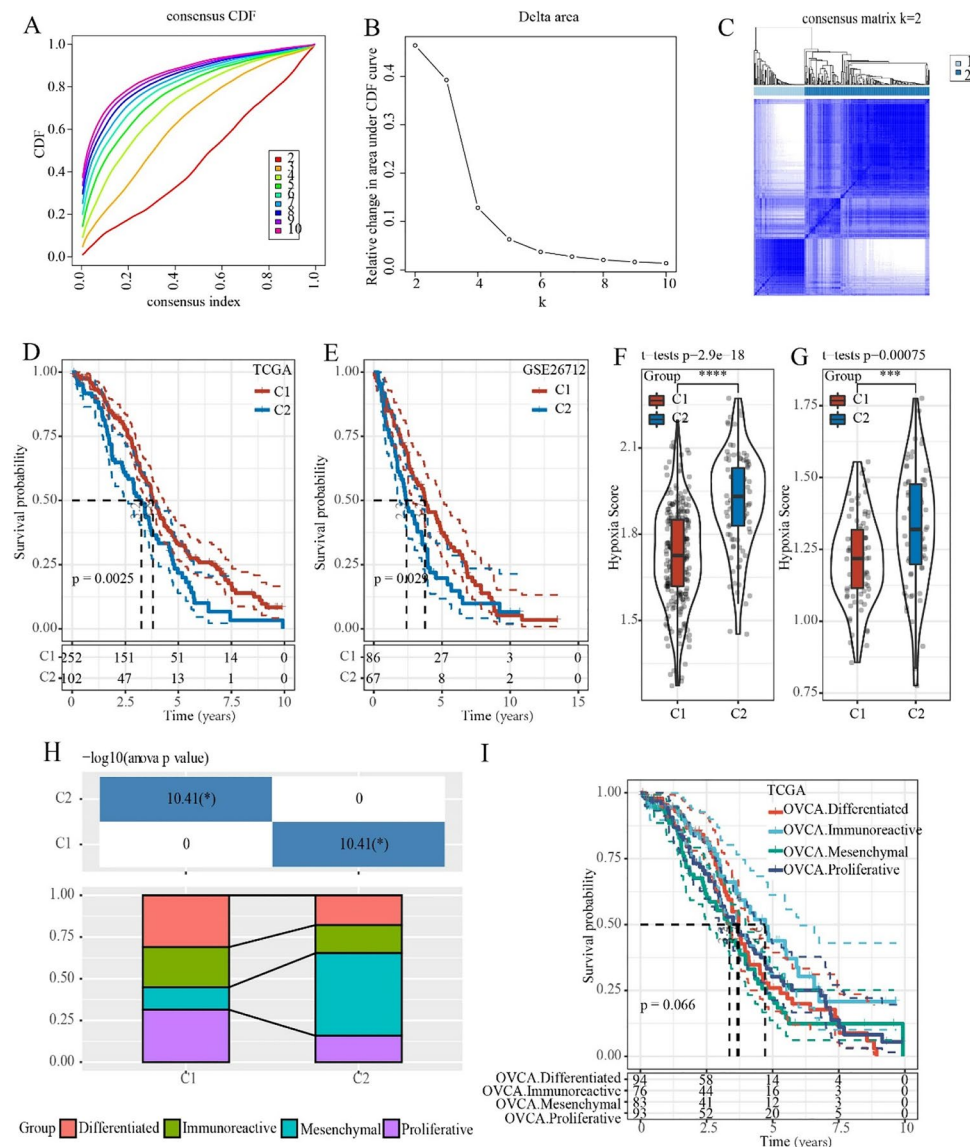 A
consensus CDF
CDF
1.0
0.8
0.6
0.4
0.2
0.0
2
3
4
5
6
7
8
9
10
0.0 0.2 0.4 0.6 0.8 1.0
consensus index
B
Delta area
Relative change in area under CDF curve
0.4
0.3
0.2
0.1
0.0
2 4 6 8 10
k
C
consensus matrix k=2
1
2
D
TCGA
C1
C2
Survival probability
1.00
0.75
0.50
0.25
0.00
p = 0.0025
C1 252 151 51 14 0
C2 102 47 13 1 0
0 2.5 5 7.5 10
Time (years)
E
GSE26712
C1
C2
Survival probability
1.00
0.75
0.50
0.25
0.00
p = 0.029
C1 86 27 3 0
C2 67 8 2 0
0 5 10 15
Time (years)
F
t-tests p-2.9e-18
Group
****
C1
C2
Hypoxia Score
2.1
1.8
1.5
C1 C2
G
t-tests p-0.00075
Group
***
C1
C2
Hypoxia Score
1.75
1.50
1.25
1.00
0.75
C1 C2
H
-log10(anova p value)
C2 10.41(*) 0
C1 0 10.41(*)
1.00
0.75
0.50
0.25
0.00
C1 C2
Group Differentiated Immunoreactive Mesenchymal Proliferative
I
TCGA
OVCA.Differentiated
OVCA.Immunoreactive
OVCA.Mesenchymal
OVCA.Proliferative
Survival probability
1.00
0.75
0.50
0.25
0.00
p = 0.066
OVCA.Differentiated 94 58 14 4 0
OVCA.Immunoreactive 76 44 16 3 0
OVCA.Mesenchymal 83 41 12 3 0
OVCA.Proliferative 93 52 20 5 0
0 2.5 5 7.5 10
Time (years)